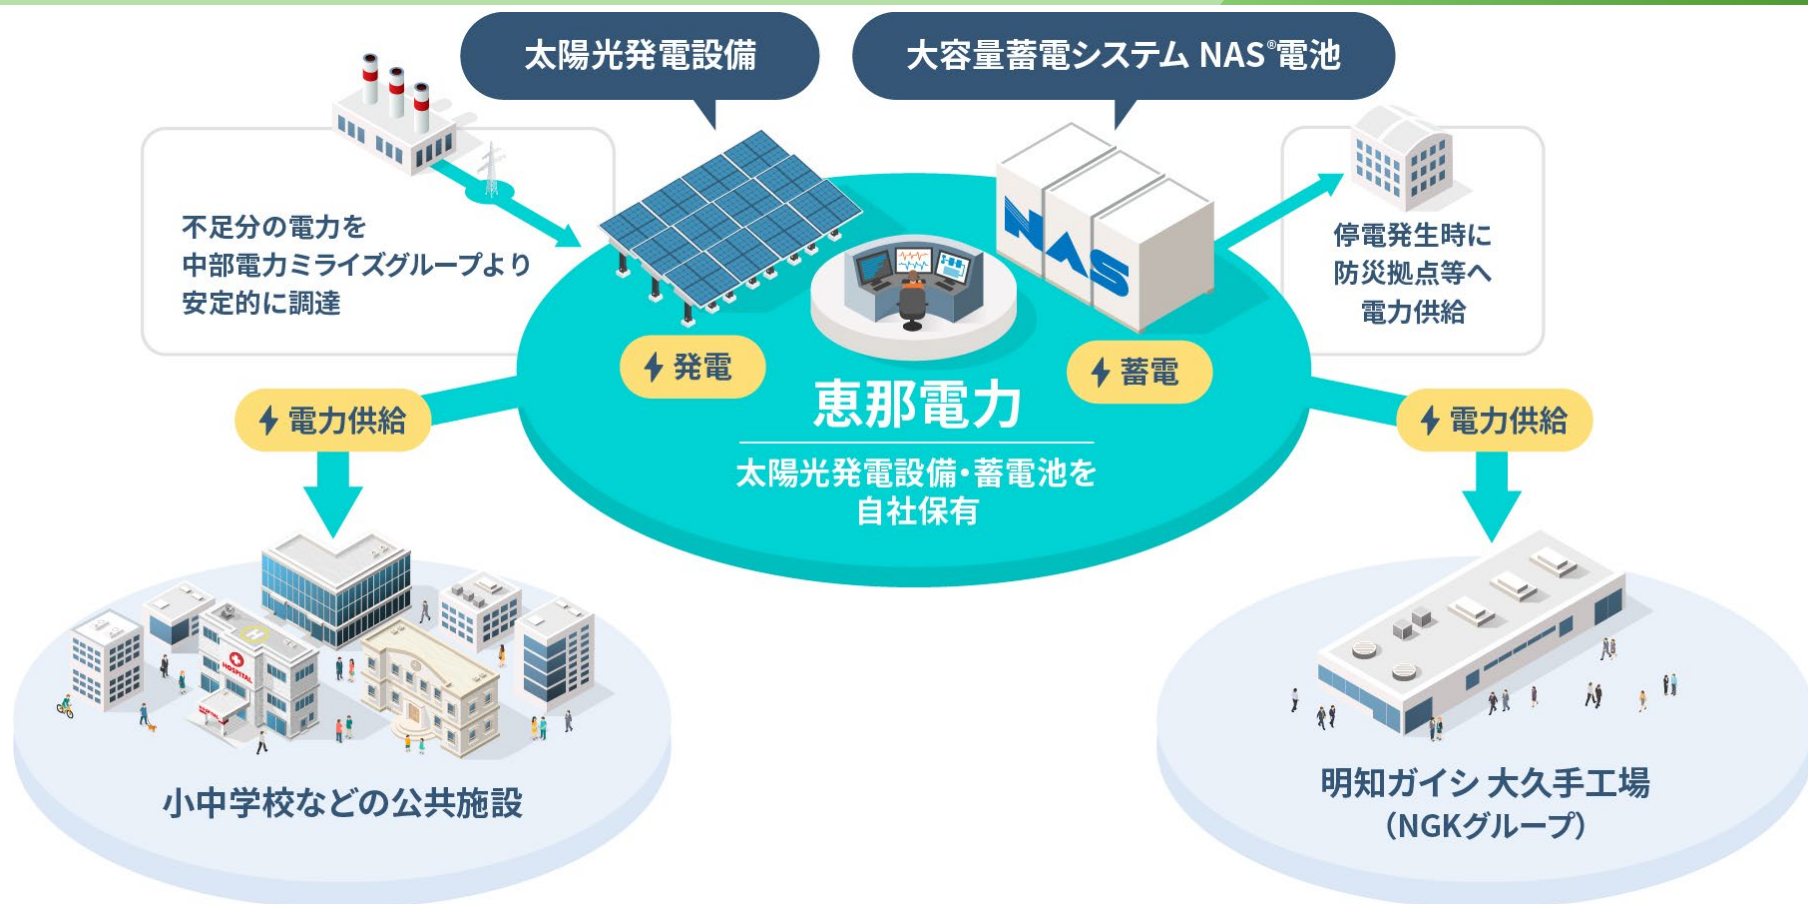 太陽光発電設備
大容量蓄電システム NAS®電池
不足分の電力を
中部電力ミライズグループより
安定的に調達
NAS
停電発生時に
防災拠点等へ
電力供給
発電
蓄電
恵那電力
太陽光発電設備・蓄電池を
自社保有
電力供給
電力供給
H
HOSPITAL
小中学校などの公共施設
明知ガイシ 大久手工場
（NGKグループ）